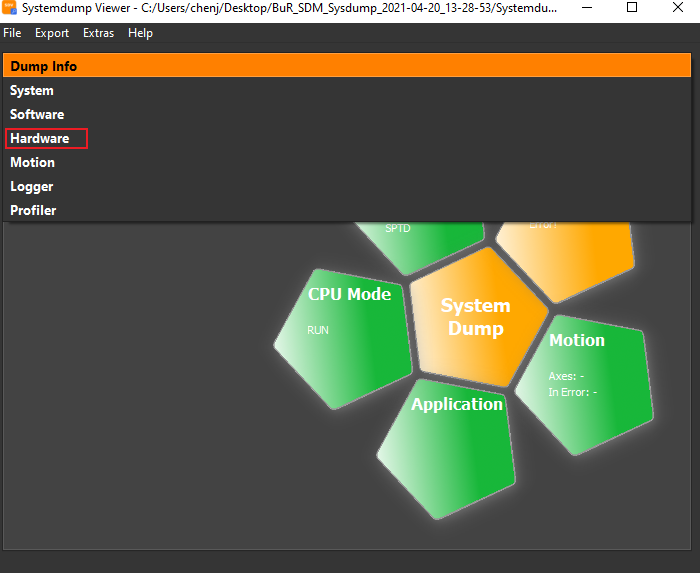 Systemdump Viewer - C:/Users/chenj/Desktop/BuR_SDM_Sysdump_2021-04-20_13-28-53/Systemdu...
File Export Extras Help
Dump Info
System
Software
Hardware
Motion
Logger
Profiler
SPTD
Error!
CPU Mode
RUN
System
Dump
Motion
Axes: -
In Error: -
Application